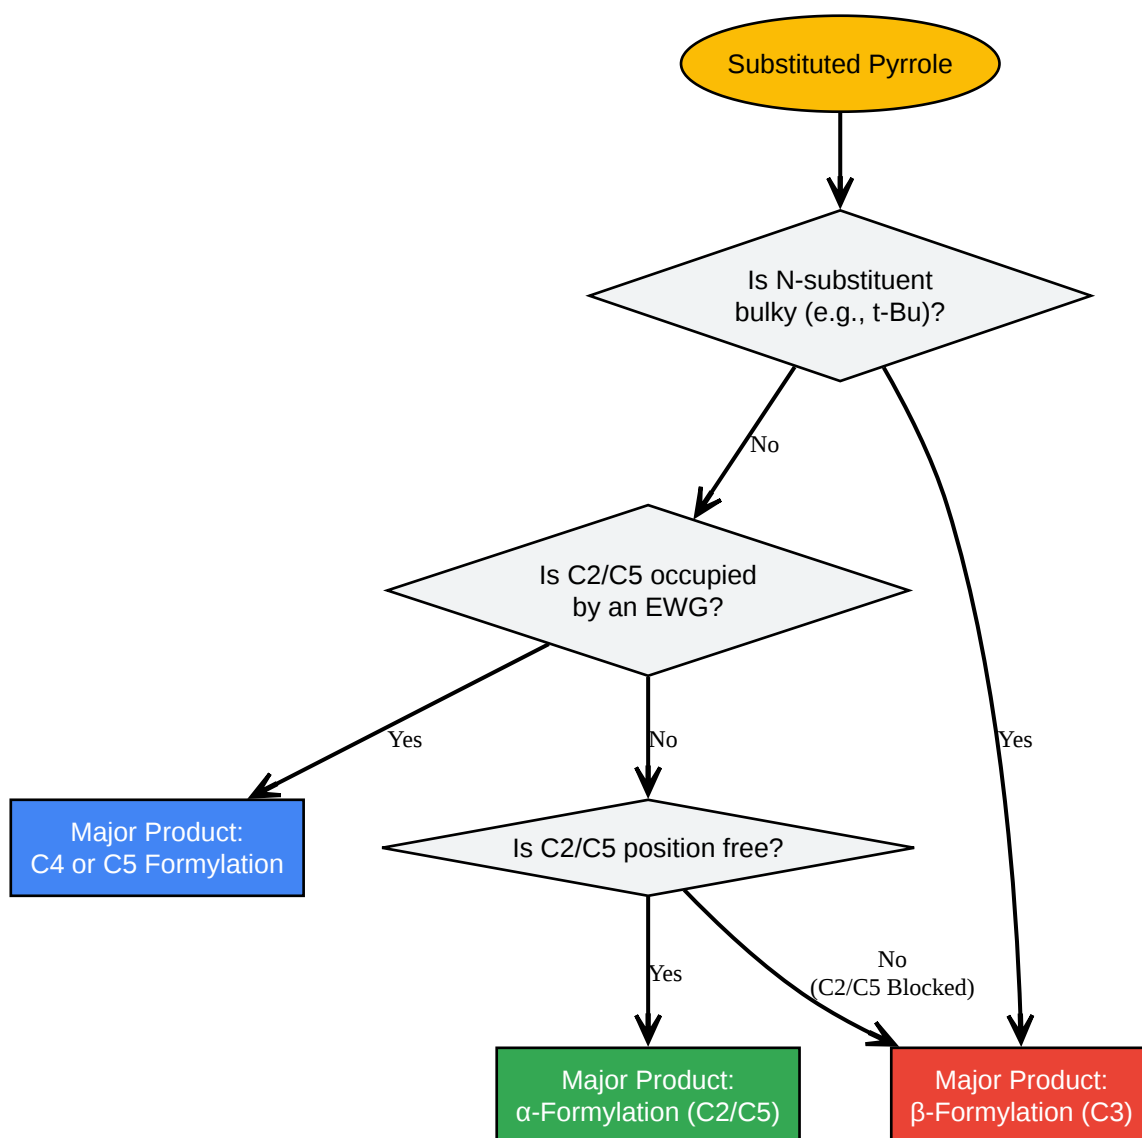 Substituted Pyrrole
Is N-substituent
bulky (e.g., t-Bu)?
No
Is C2/C5 occupied
by an EWG?
Yes
No
Yes
Major Product:
C4 or C5 Formylation
Is C2/C5 position free?
Yes
No
(C2/C5 Blocked)
Major Product:
α-Formylation (C2/C5)
Major Product:
β-Formylation (C3)